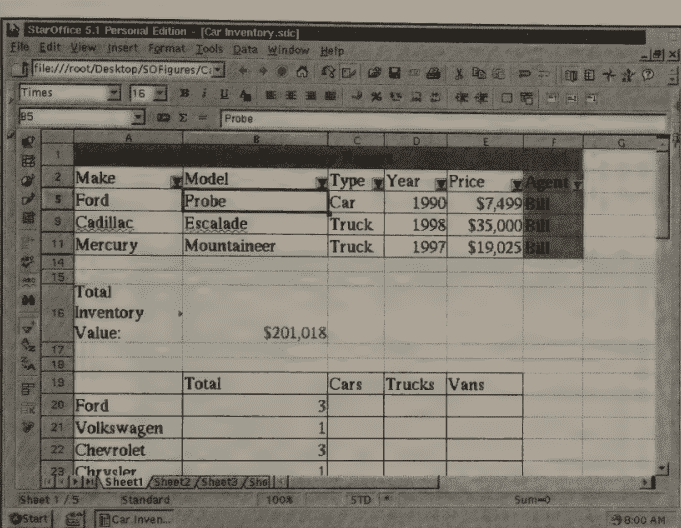 StarOffice 5.1 Personal Edition - [Car Inventory.sdc]
File Edit View Insert Format Tools Data Window Help
file:///root/Desktop/SOFigures/C
Times 16 B i U A
B5 Σ = Probe
A B C D E F G
1
2 Make Model Type Year Price Agent
5 Ford Probe Car 1990 $7,499 Bill
9 Cadillac Escalade Truck 1998 $35,000 Bill
11 Mercury Mountaineer Truck 1997 $19,025 Bill
14
15
Total
16 Inventory
Value: $201,018
17
18
19 Total Cars Trucks Vans
20 Ford 3
21 Volkswagen 1
22 Chevrolet 3
23 Chrysler 1
Sheet1 Sheet2 Sheet3 She
Sheet 1 / 5 Standard 100% STD * Sum=0
Start Car Inven... 8:00 AM